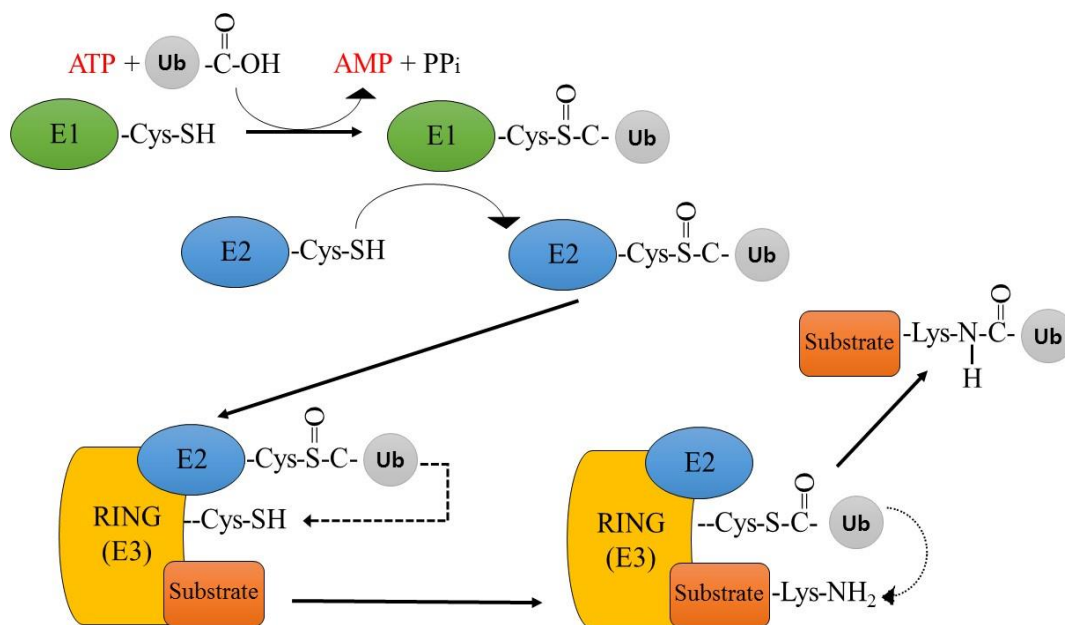 O
ATP + Ub -C-OH AMP + PPi
O
E1 -Cys-SH E1 -Cys-S-C- Ub
O
E2 -Cys-SH E2 -Cys-S-C- Ub
O
Substrate -Lys-N-C- Ub
H
O
E2 -Cys-S-C- Ub
RING --Cys-SH
(E3)
Substrate
E2
O
RING --Cys-S-C- Ub
(E3)
Substrate -Lys-NH₂